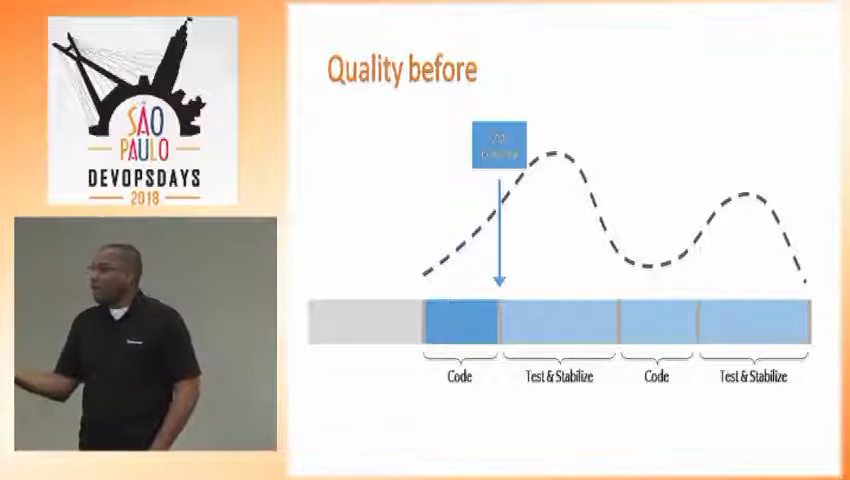 SÃO
PAULO
DEVOPSDAYS
2018
Quality before
Code
Test & Stabilize
Code
Test & Stabilize